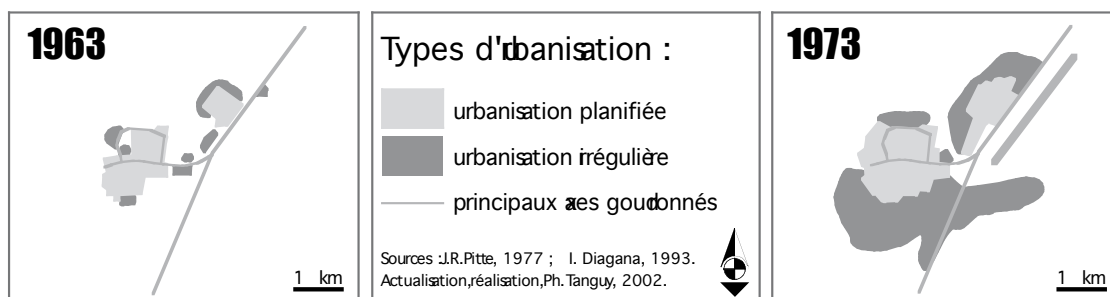 1963
Types d'urbanisation :
urbanisation planifiée
urbanisation irrégulière
principaux axes goudonnés
Sources :J.R.Pitte, 1977 ; I. Diagana, 1993.
Actualisation,réalisation,Ph.Tanguy, 2002.
1 km
1973
1 km